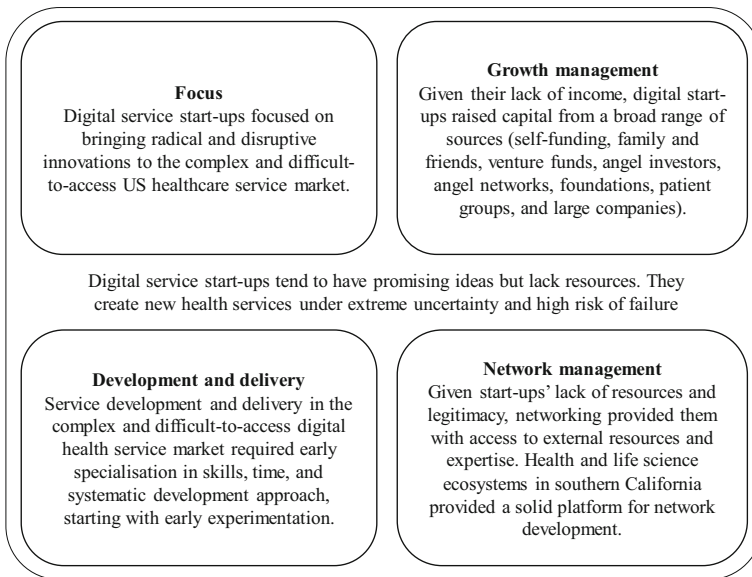 Focus
Digital service start-ups focused on
bringing radical and disruptive
innovations to the complex and difficult-
to-access US healthcare service market.
Growth management
Given their lack of income, digital start-
ups raised capital from a broad range of
sources (self-funding, family and
friends, venture funds, angel investors,
angel networks, foundations, patient
groups, and large companies).
Digital service start-ups tend to have promising ideas but lack resources. They
create new health services under extreme uncertainty and high risk of failure
Development and delivery
Service development and delivery in the
complex and difficult-to-access digital
health service market required early
specialisation in skills, time, and
systematic development approach,
starting with early experimentation.
Network management
Given start-ups’ lack of resources and
legitimacy, networking provided them
with access to external resources and
expertise. Health and life science
ecosystems in southern California
provided a solid platform for network
development.